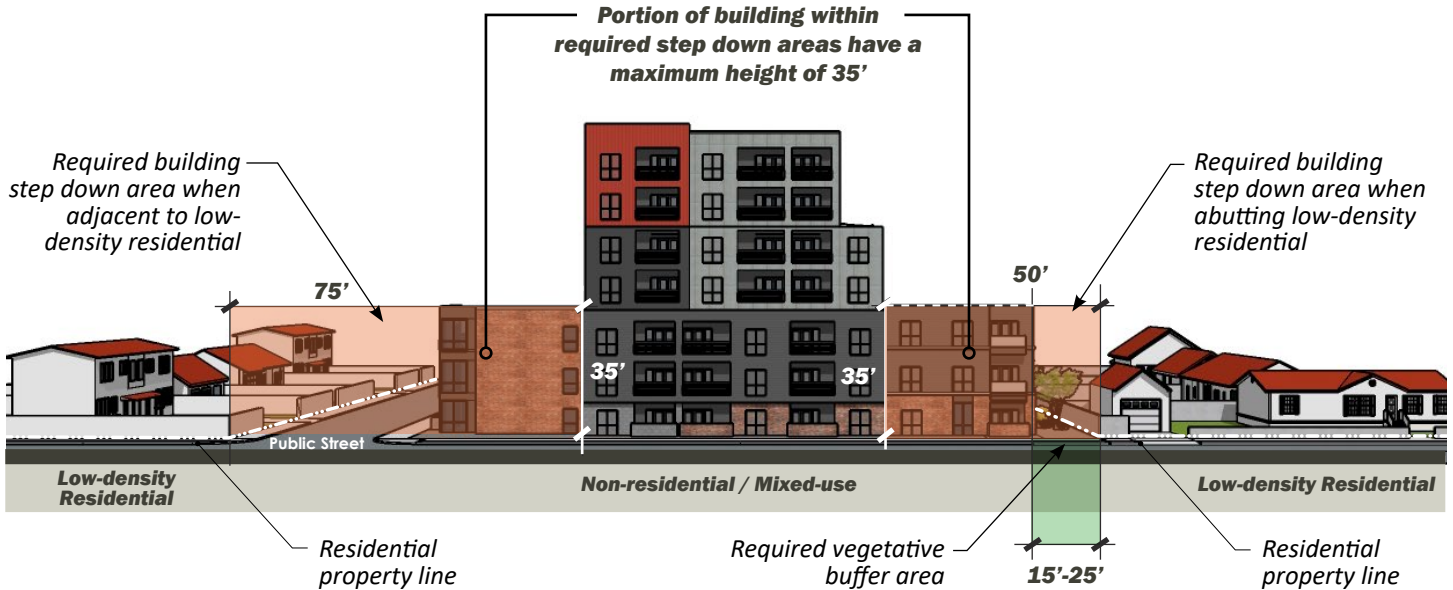 Portion of building within
required step down areas have a
maximum height of 35’
Required building
step down area when
adjacent to low-
density residential
Required building
step down area when
abutting low-density
residential
75’
50’
35’
35’
Public Street
Low-density
Residential
Non-residential / Mixed-use
Low-density Residential
Residential
property line
Required vegetative
buffer area
15’-25’
Residential
property line